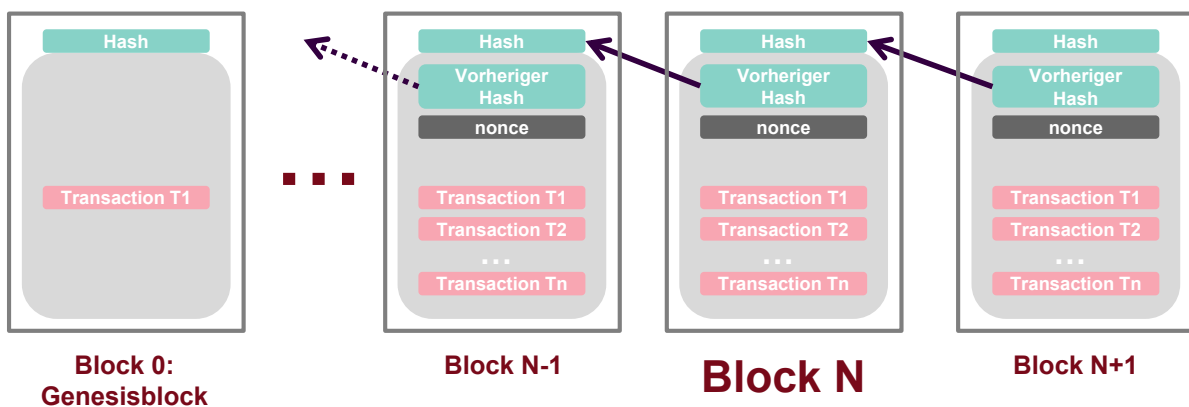 Hash
Transaction T1
Block 0:
Genesisblock
...
Hash
Vorheriger
Hash
nonce
Transaction T1
Transaction T2
...
Transaction Tn
Block N-1
Hash
Vorheriger
Hash
nonce
Transaction T1
Transaction T2
...
Transaction Tn
Block N
Hash
Vorheriger
Hash
nonce
Transaction T1
Transaction T2
...
Transaction Tn
Block N+1